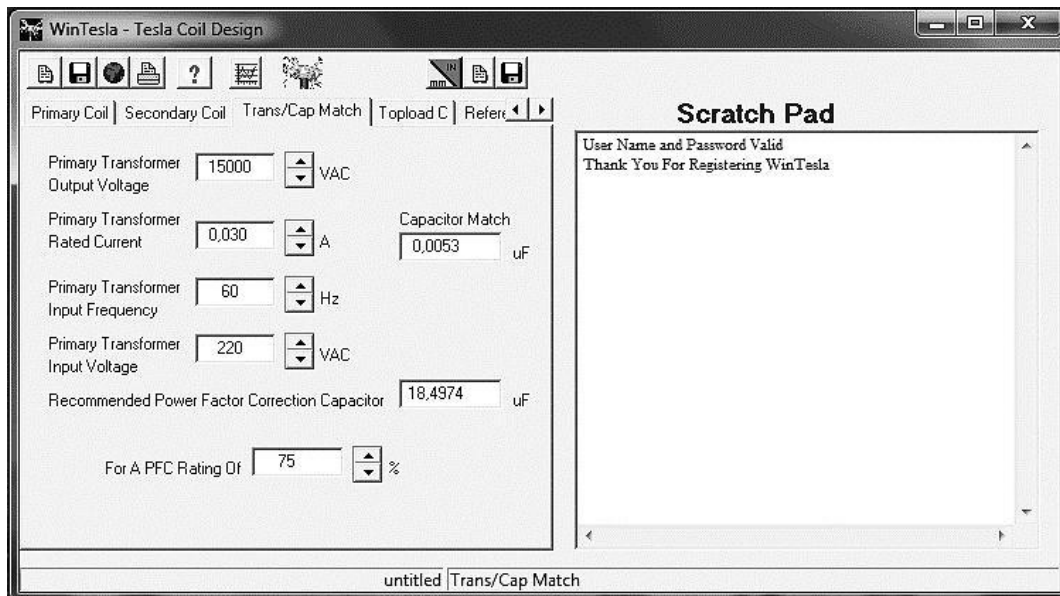 WinTesla - Tesla Coil Design
IN
mm
Primary Coil
Secondary Coil
Trans/Cap Match
Topload C
Refere
Primary Transformer
Output Voltage
15000
VAC
Primary Transformer
Rated Current
0,030
A
Capacitor Match
0,0053
uF
Primary Transformer
Input Frequency
60
Hz
Primary Transformer
Input Voltage
220
VAC
Recommended Power Factor Correction Capacitor
18,4974
uF
For A PFC Rating Of
75
%
Scratch Pad
User Name and Password Valid
Thank You For Registering WinTesla
untitled
Trans/Cap Match